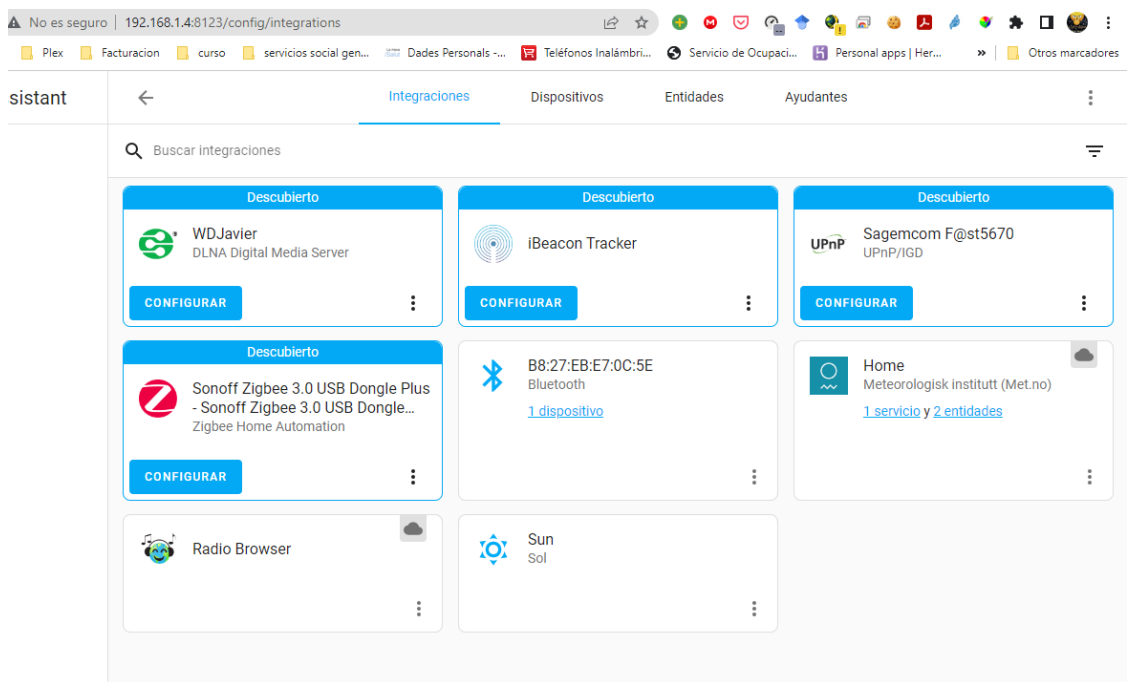 No es seguro | 192.168.1.4:8123/config/integrations
Plex Facturacion curso servicios social gen... Dades Personals -... Teléfonos Inalámbri... Servicio de Ocupaci... Personal apps | Her... » Otros marcadores
sistant
Integraciones Dispositivos Entidades Ayudantes
Buscar integraciones
Descubierto
WDJavier
DLNA Digital Media Server
CONFIGURAR
Descubierto
iBeacon Tracker
CONFIGURAR
Descubierto
UPnP
Sagemcom F@st5670
UPnP/IGD
CONFIGURAR
Descubierto
Sonoff Zigbee 3.0 USB Dongle Plus
- Sonoff Zigbee 3.0 USB Dongle...
Zigbee Home Automation
CONFIGURAR
B8:27:EB:E7:0C:5E
Bluetooth
1 dispositivo
Home
Meteorologisk institutt (Met.no)
1 servicio y 2 entidades
Radio Browser
Sun
Sol